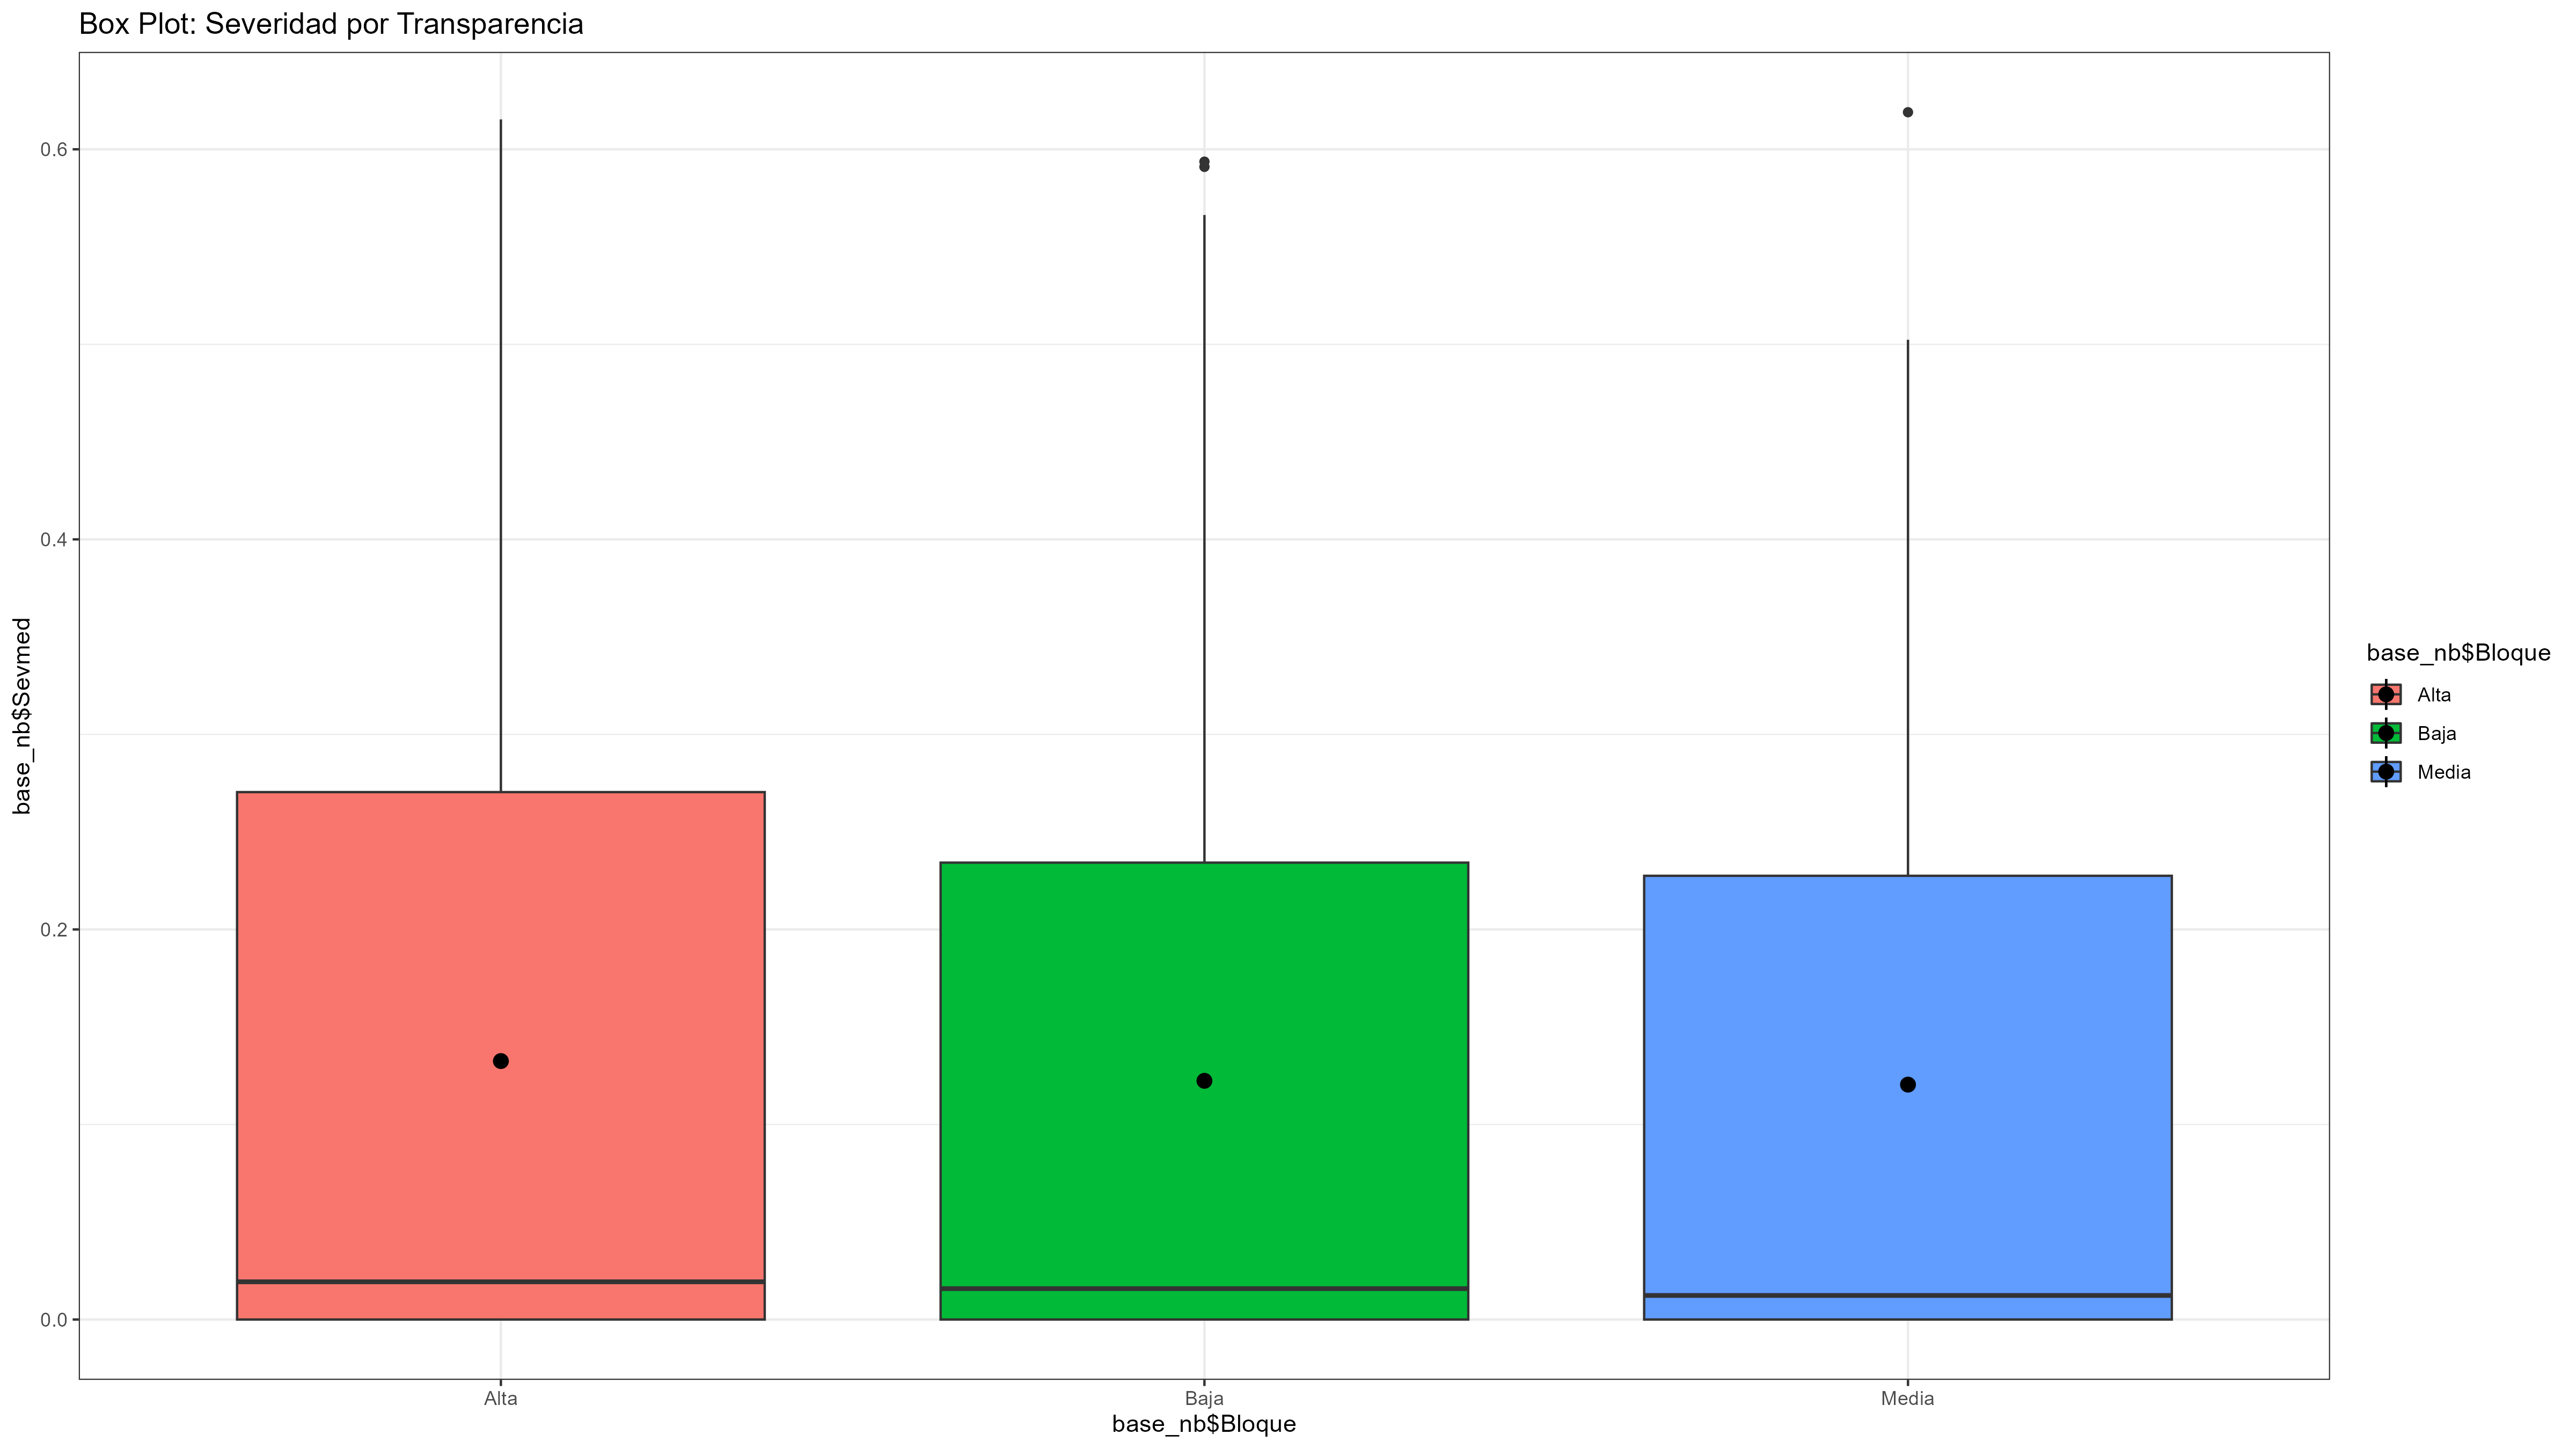 Box Plot: Severidad por Transparencia
0.6
0.4
0.2
0.0
base_nb$Sevmed
Alta
Baja
Media
base_nb$Bloque
base_nb$Bloque
Alta
Baja
Media